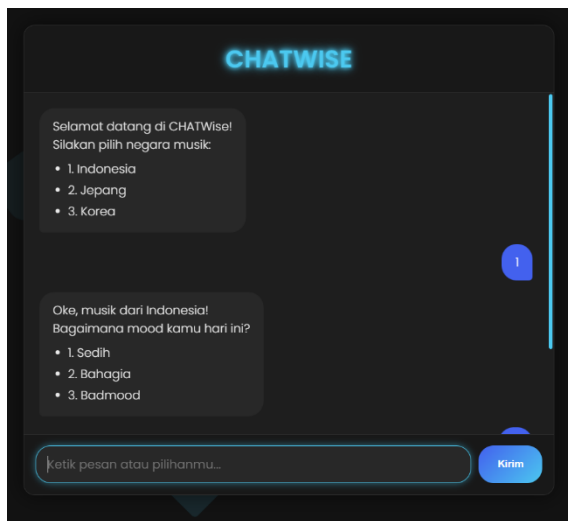 CHATWISE
Selamat datang di CHATWise!
Silakan pilih negara musik:
• 1. Indonesia
• 2. Jepang
• 3. Korea
1
Oke, musik dari Indonesia!
Bagaimana mood kamu hari ini?
• 1. Sedih
• 2. Bahagia
• 3. Badmood
Ketik pesan atau pilihanmu...
Kirim